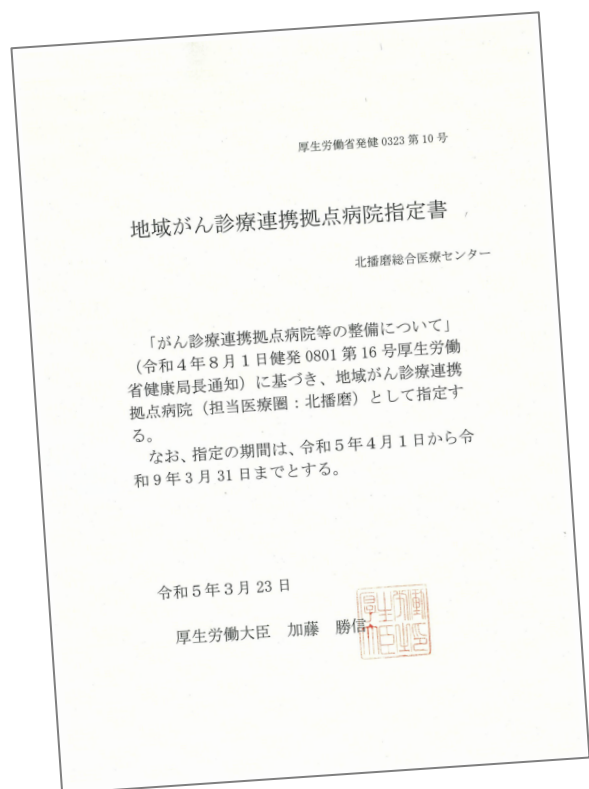 厚生労働省発健 0323 第 10 号
地域がん診療連携拠点病院指定書
北播磨総合医療センター
「がん診療連携拠点病院等の整備について」
(令和4年8月1日健発 0801 第 16 号厚生労働
省健康局長通知)に基づき、地域がん診療連携
拠点病院(担当医療圏:北播磨)として指定す
る。
なお、指定の期間は、令和5年4月1日から令
和9年3月 31 日までとする。
令和5年3月 23 日
厚生労働大臣 加藤 勝信